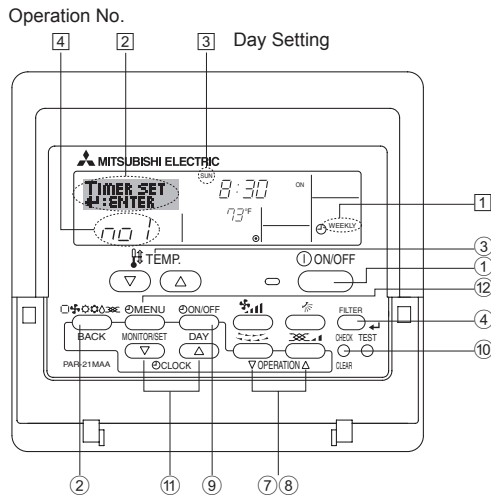 Operation No.
4 2 3 Day Setting
MITSUBISHI ELECTRIC
SUN
TIMER SET
:ENTER
8:30 ON
73°F
no 1
WEEKLY
1
TEMP.
ON/OFF
3
1
12
MENU
ON/OFF
FILTER
BACK
MONITOR/SET
DAY
CHECK TEST
4
PAR-21MAA
CLOCK
OPERATION
CLEAR
10
2 11 9 7 8